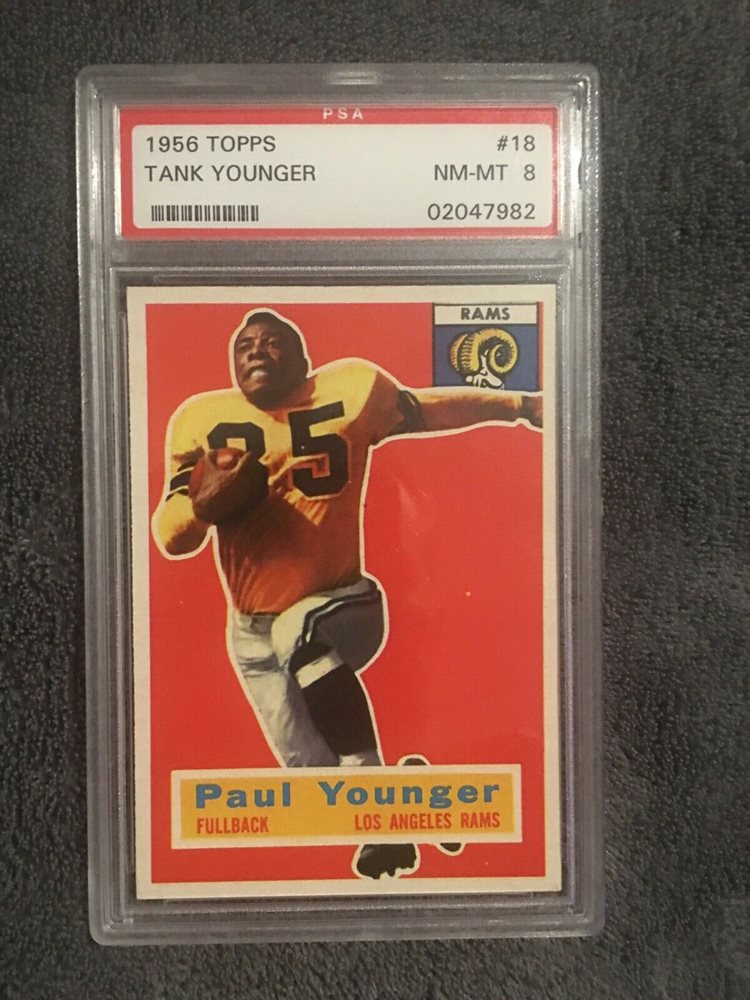 PSA
1956 TOPPS #18
TANK YOUNGER NM-MT 8
02047982
RAMS
35
Paul Younger
FULLBACK LOS ANGELES RAMS